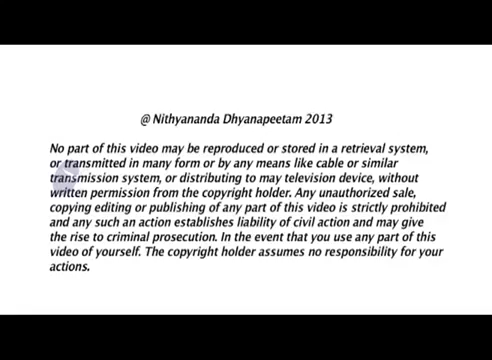 @ Nithyananda Dhyanapeetam 2013
No part of this video may be reproduced or stored in a retrieval system,
or transmitted in many form or by any means like cable or similar
transmission system, or distributing to may television device, without
written permission from the copyright holder. Any unauthorized sale,
copying editing or publishing of any part of this video is strictly prohibited
and any such an action establishes liability of civil action and may give
the rise to criminal prosecution. In the event that you use any part of this
video of yourself. The copyright holder assumes no responsibility for your
actions.